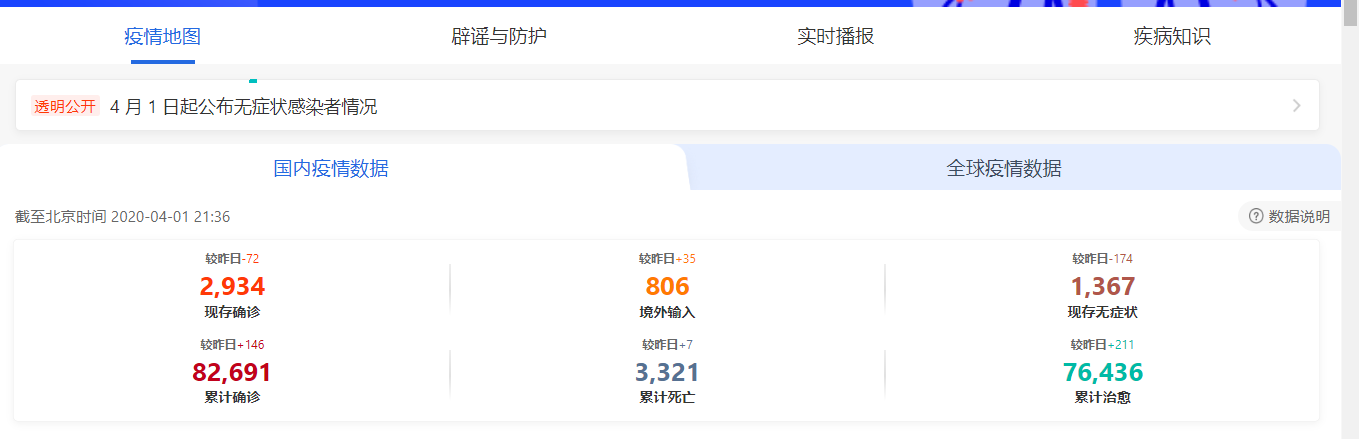 疫情地图 辟谣与防护 实时播报 疾病知识
透明公开 4 月 1 日起公布无症状感染者情况
国内疫情数据 全球疫情数据
截至北京时间 2020-04-01 21:36 数据说明
较昨日-72 较昨日+35 较昨日-174
2,934 806 1,367
现存确诊 境外输入 现存无症状
较昨日+146 较昨日+7 较昨日+211
82,691 3,321 76,436
累计确诊 累计死亡 累计治愈